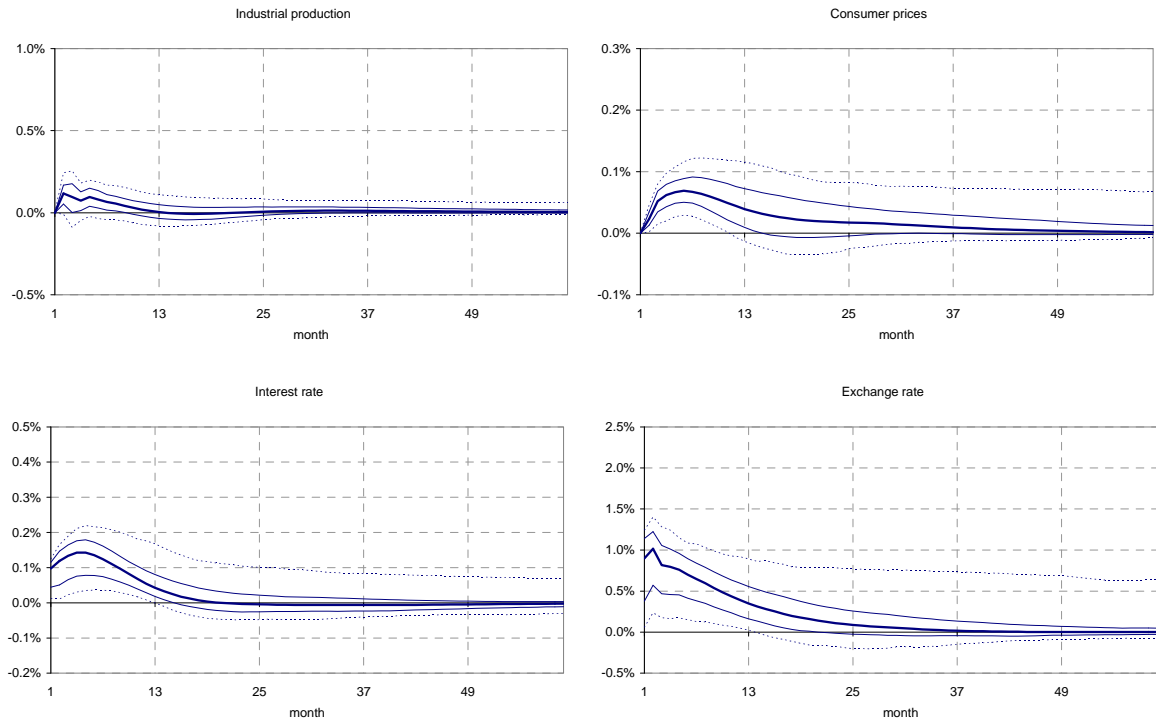 Industrial production
1.0%
0.5%
0.0%
-0.5%
1 13 25 37 49
month
Consumer prices
0.3%
0.2%
0.1%
0.0%
-0.1%
1 13 25 37 49
month
Interest rate
0.5%
0.4%
0.3%
0.2%
0.1%
0.0%
-0.1%
-0.2%
1 13 25 37 49
month
Exchange rate
2.5%
2.0%
1.5%
1.0%
0.5%
0.0%
-0.5%
1 13 25 37 49
month